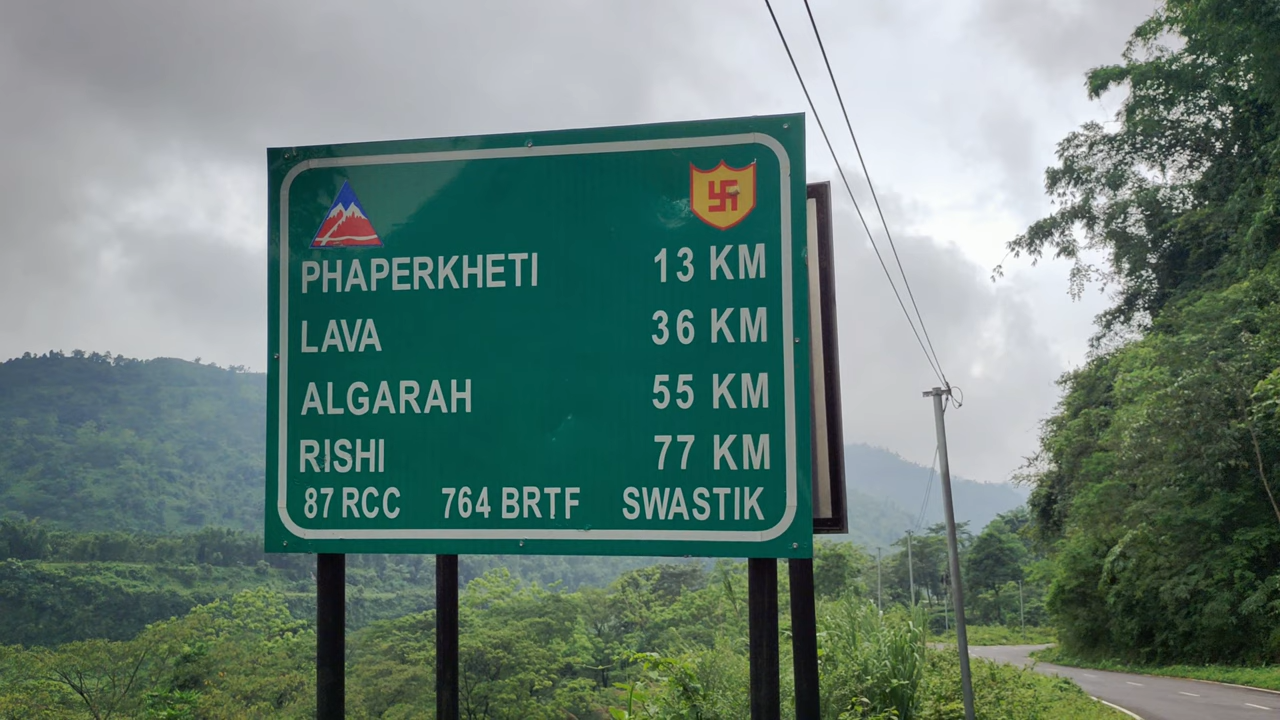 PHAPERKHETI 13 KM
LAVA 36 KM
ALGARAH 55 KM
RISHI 77 KM
87 RCC 764 BRTF SWASTIK